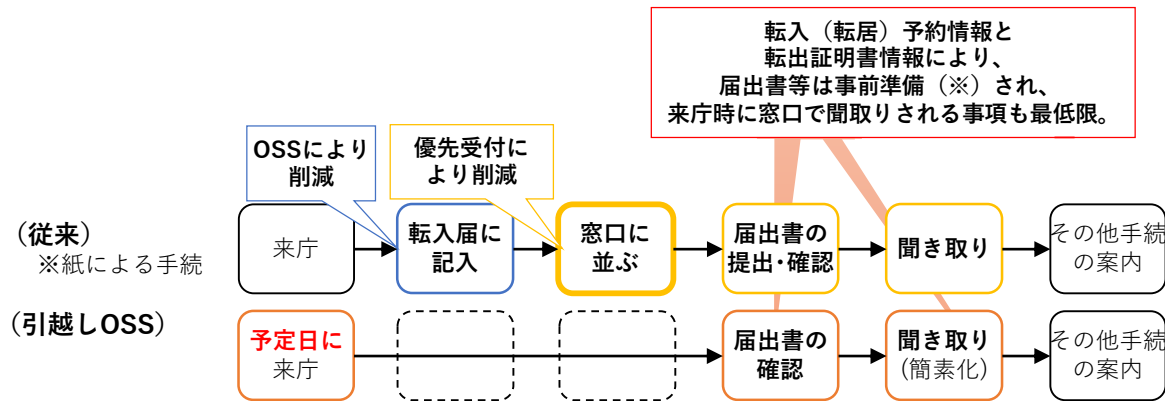 転入（転居）予約情報と
転出証明書情報により、
届出書等は事前準備（※）され、
来庁時に窓口で聞取りされる事項も最低限。
OSSにより
削減
優先受付に
より削減
（従来）
※紙による手続
来庁
転入届に
記入
窓口に
並ぶ
届出書の
提出・確認
聞き取り
その他手続
の案内
（引越しOSS）
予定日に
来庁
届出書の
確認
聞き取り
(簡素化)
その他手続
の案内